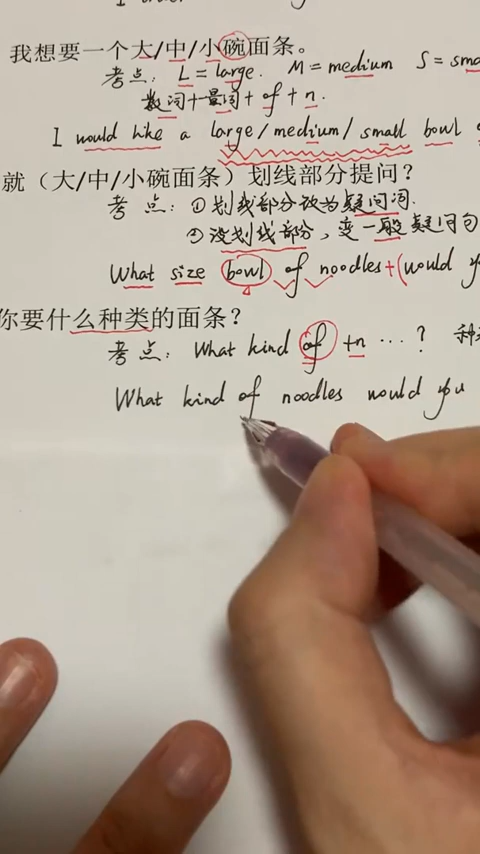 我想要一个大/中/小碗面条。
考点: L = large. M = medium S =
数词+量词 + of + n.
I would like a large/medium/small bowl
就（大/中/小碗面条）划线部分提问？
考点: ①划线部分改为疑问词.
②没划线部分, 变一般疑问句
What size bowl of noodles + (would
你要什么种类的面条？
考点: What kind of + n ...?
What kind of noodles would you